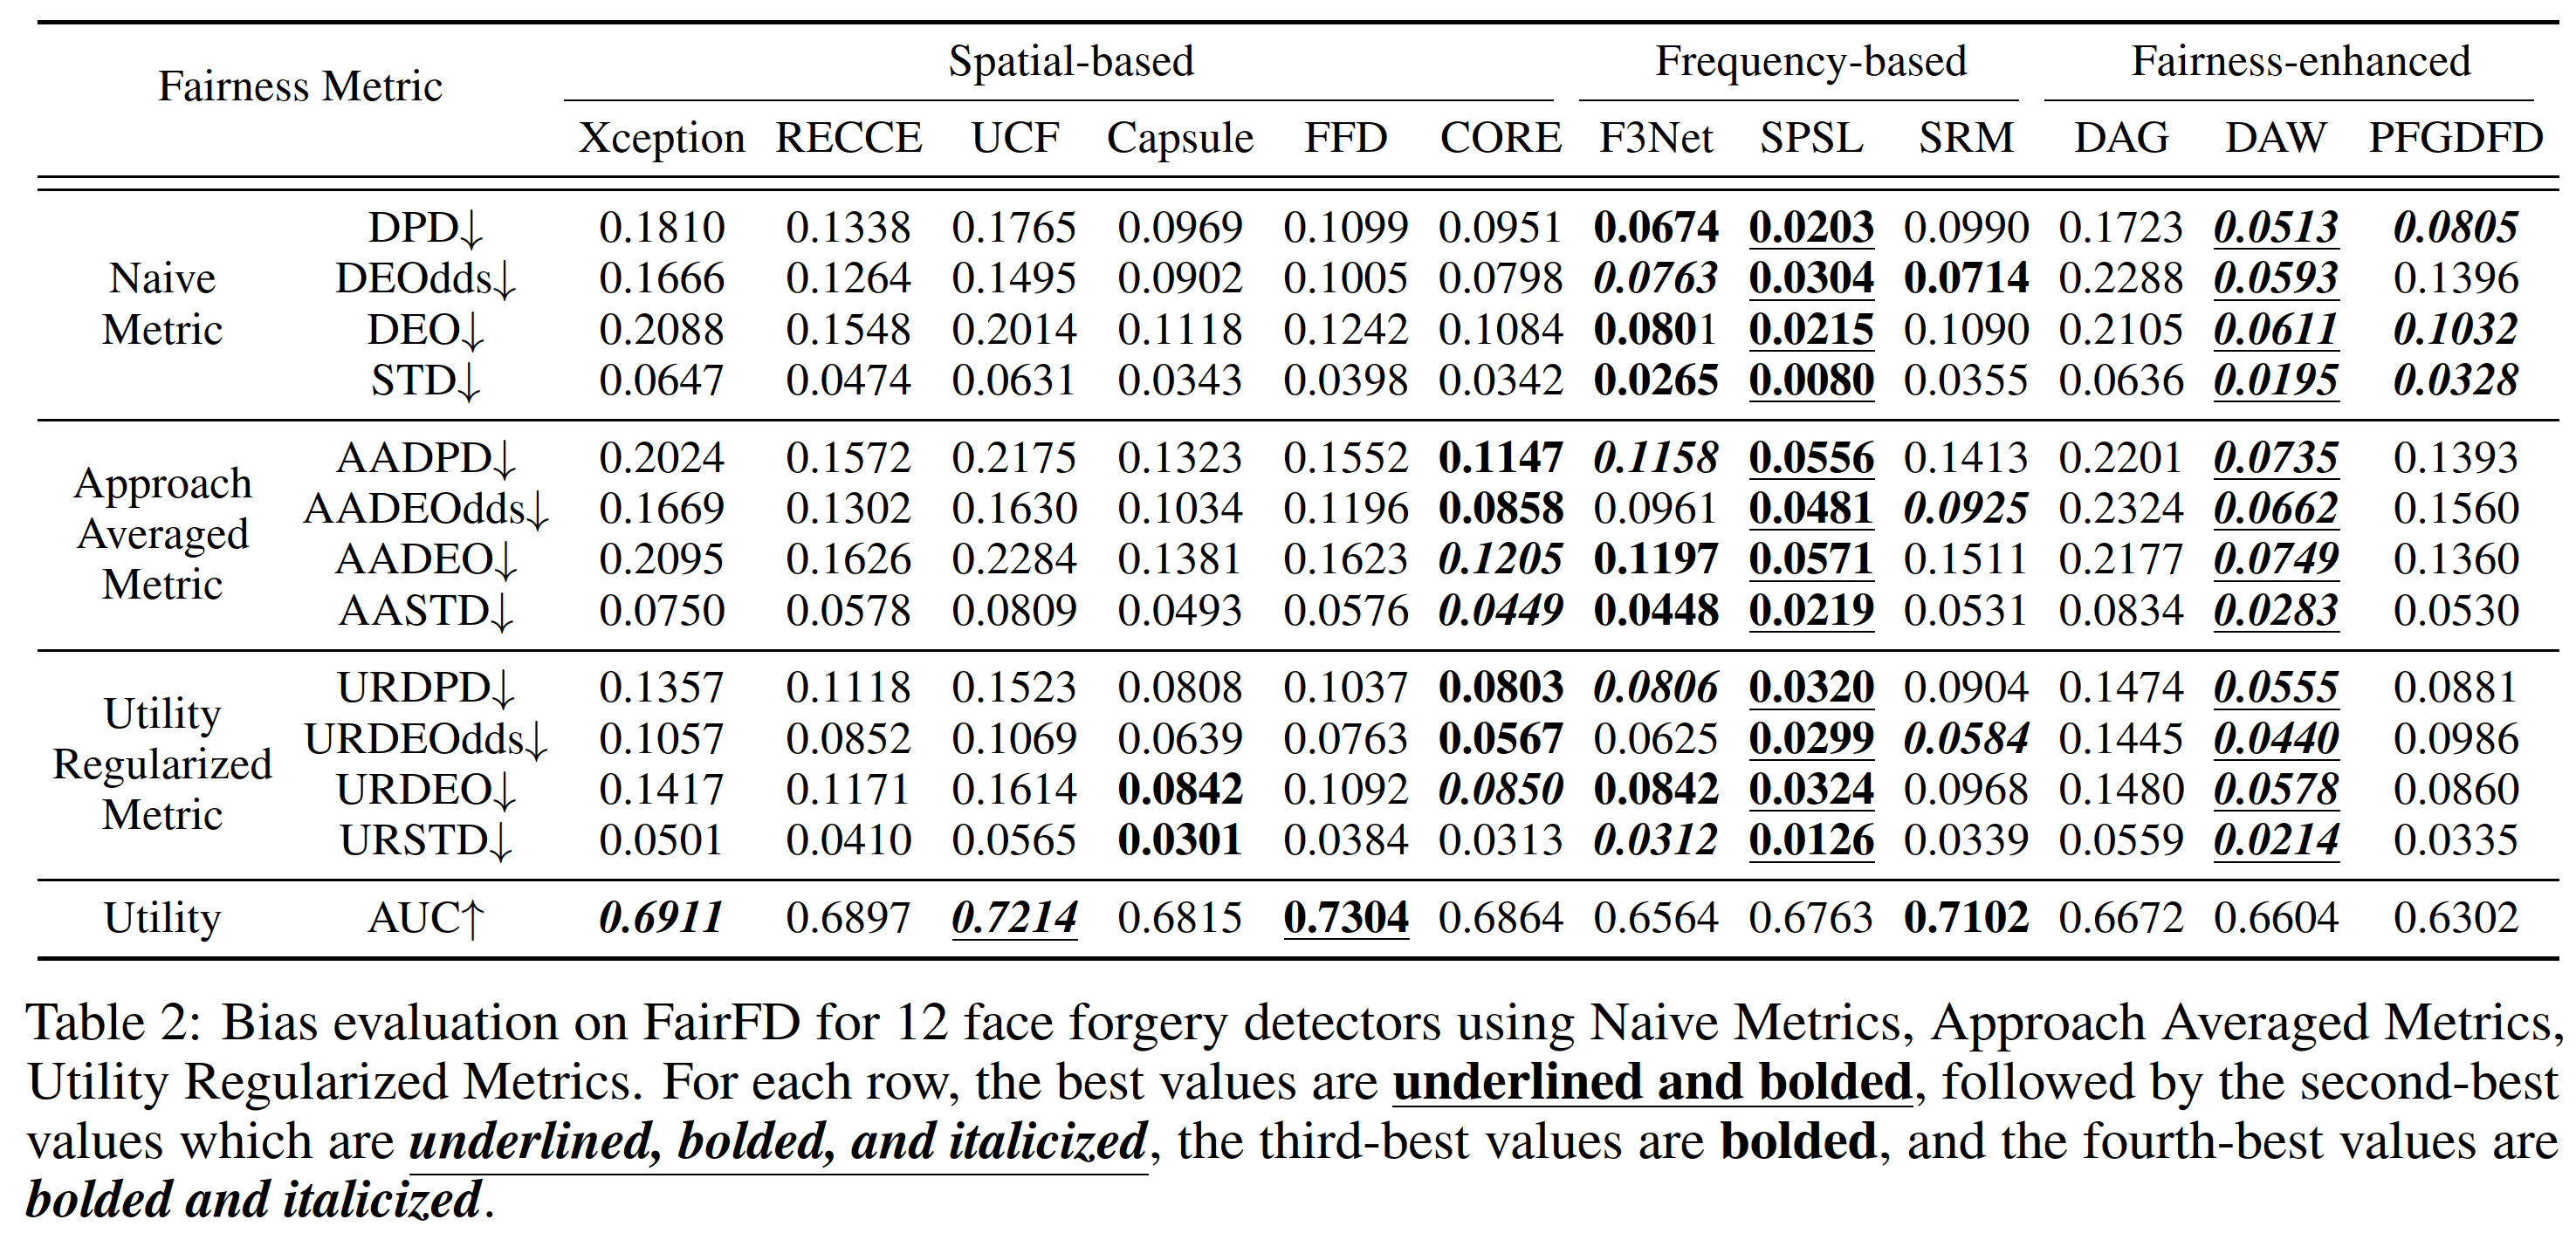 Fairness Metric Spatial-based Frequency-based Fairness-enhanced
Xception RECCE UCF Capsule FFD CORE F3Net SPSL SRM DAG DAW PFGDFD
Naive Metric
DPD↓ 0.1810 0.1338 0.1765 0.0969 0.1099 0.0951 0.0674 0.0203 0.0990 0.1723 0.0513 0.0805
DEOdds↓ 0.1666 0.1264 0.1495 0.0902 0.1005 0.0798 0.0763 0.0304 0.0714 0.2288 0.0593 0.1396
DEO↓ 0.2088 0.1548 0.2014 0.1118 0.1242 0.1084 0.0801 0.0215 0.1090 0.2105 0.0611 0.1032
STD↓ 0.0647 0.0474 0.0631 0.0343 0.0398 0.0342 0.0265 0.0080 0.0355 0.0636 0.0195 0.0328
Approach Averaged Metric
AADPD↓ 0.2024 0.1572 0.2175 0.1323 0.1552 0.1147 0.1158 0.0556 0.1413 0.2201 0.0735 0.1393
AADEOdds↓ 0.1669 0.1302 0.1630 0.1034 0.1196 0.0858 0.0961 0.0481 0.0925 0.2324 0.0662 0.1560
AADEO↓ 0.2095 0.1626 0.2284 0.1381 0.1623 0.1205 0.1197 0.0571 0.1511 0.2177 0.0749 0.1360
AASTD↓ 0.0750 0.0578 0.0809 0.0493 0.0576 0.0449 0.0448 0.0219 0.0531 0.0834 0.0283 0.0530
Utility Regularized Metric
URDPD↓ 0.1357 0.1118 0.1523 0.0808 0.1037 0.0803 0.0806 0.0320 0.0904 0.1474 0.0555 0.0881
URDEOdds↓ 0.1057 0.0852 0.1069 0.0639 0.0763 0.0567 0.0625 0.0299 0.0584 0.1445 0.0440 0.0986
URDEO↓ 0.1417 0.1171 0.1614 0.0842 0.1092 0.0850 0.0842 0.0324 0.0968 0.1480 0.0578 0.0860
URSTD↓ 0.0501 0.0410 0.0565 0.0301 0.0384 0.0313 0.0312 0.0126 0.0339 0.0559 0.0214 0.0335
Utility AUC↑ 0.6911 0.6897 0.7214 0.6815 0.7304 0.6864 0.6564 0.6763 0.7102 0.6672 0.6604 0.6302
Table 2: Bias evaluation on FairFD for 12 face forgery detectors using Naive Metrics, Approach Averaged Metrics,
Utility Regularized Metrics. For each row, the best values are underlined and bolded, followed by the second-best
values which are underlined, bolded, and italicized, the third-best values are bolded, and the fourth-best values are
bolded and italicized.